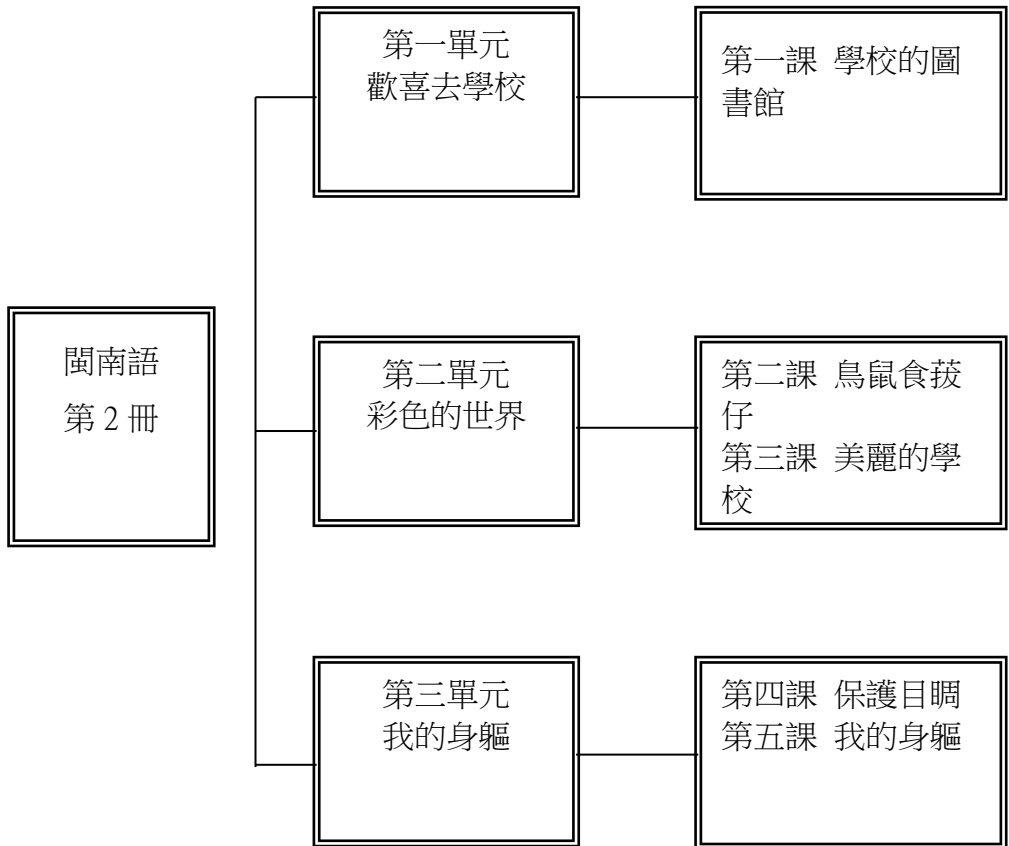 第一單元
歡喜去學校
第一課 學校的圖
書館
閩南語
第 2 冊
第二單元
彩色的世界
第二課 鳥鼠食菝
仔
第三課 美麗的學
校
第三單元
我的身軀
第四課 保護目睭
第五課 我的身軀